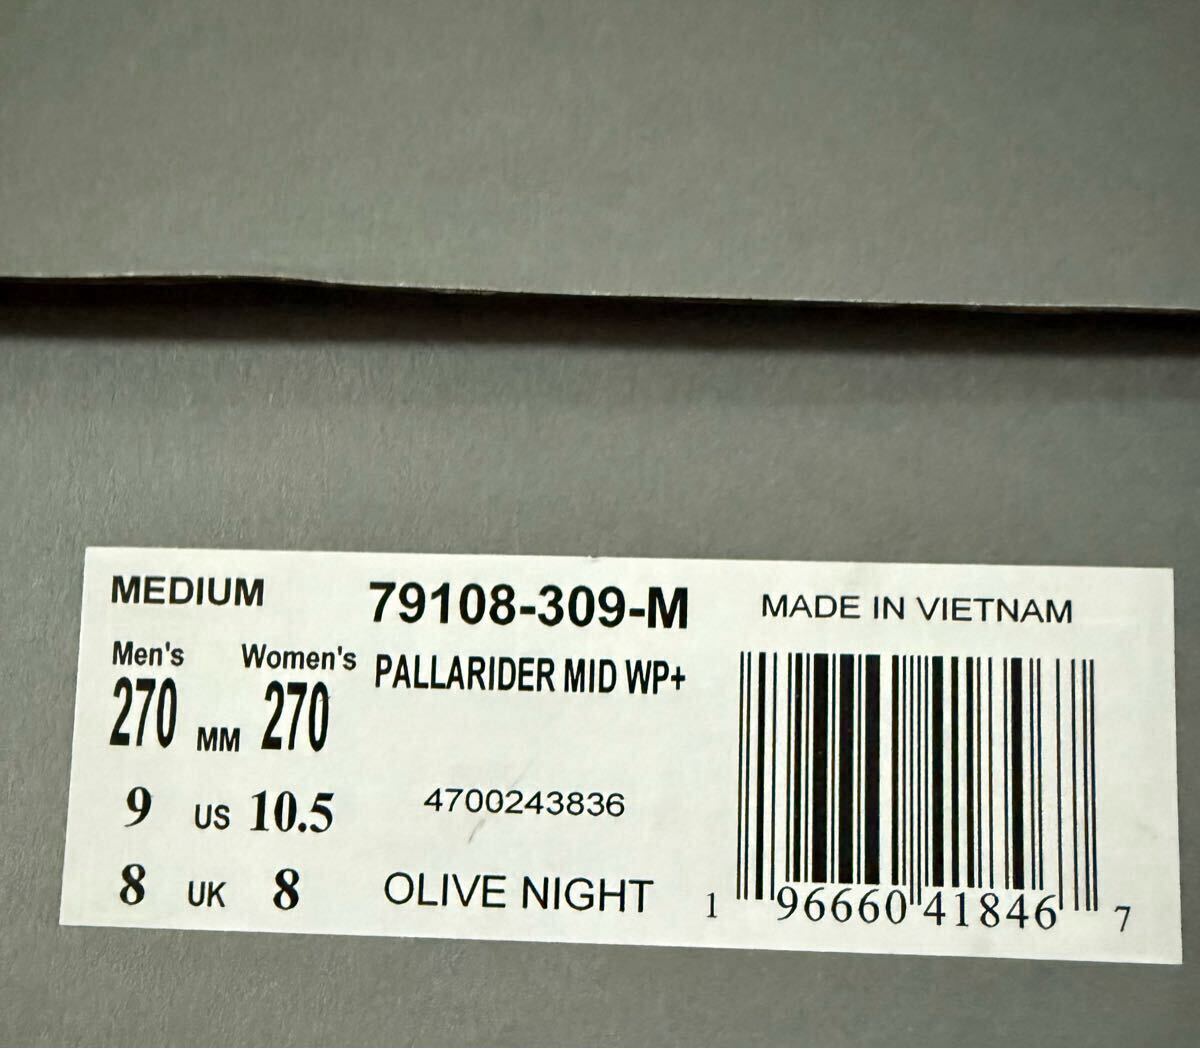 MEDIUM
79108-309-M
MADE IN VIETNAM
Men's Women's
PALLARIDER MID WP+
270 MM 270
9 US 10.5
4700243836
8 UK 8
OLIVE NIGHT
1 96660 41846 7